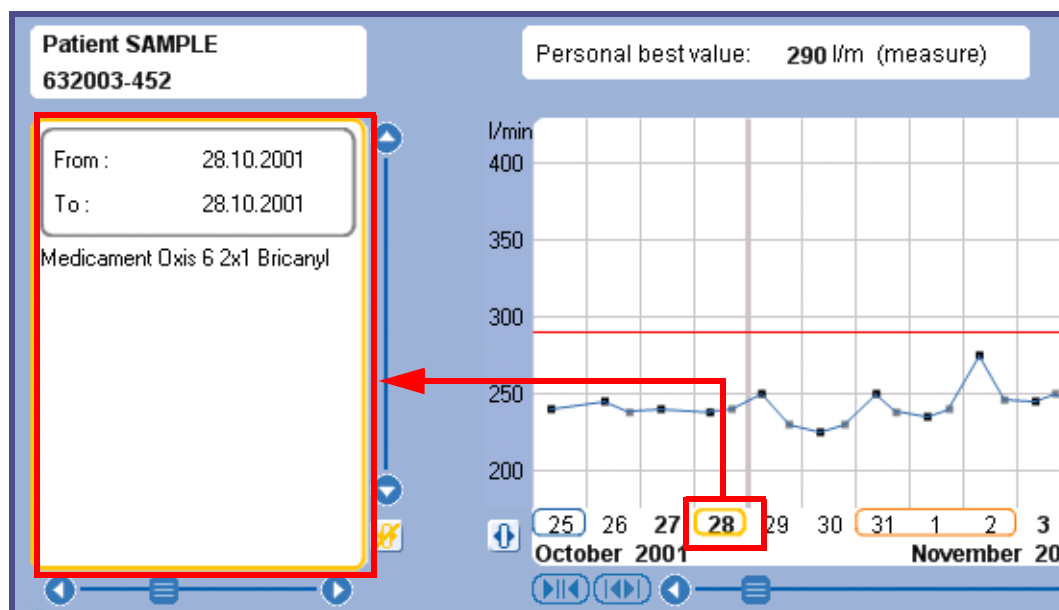 Patient SAMPLE
632003-452
Personal best value: 290 l/m (measure)
From : 28.10.2001
To : 28.10.2001
Medicament Oxis 6 2x1 Bricanyl
l/min
400
350
300
250
200
25 26 27 28 29 30 31 1 2 3
October 2001 November 20